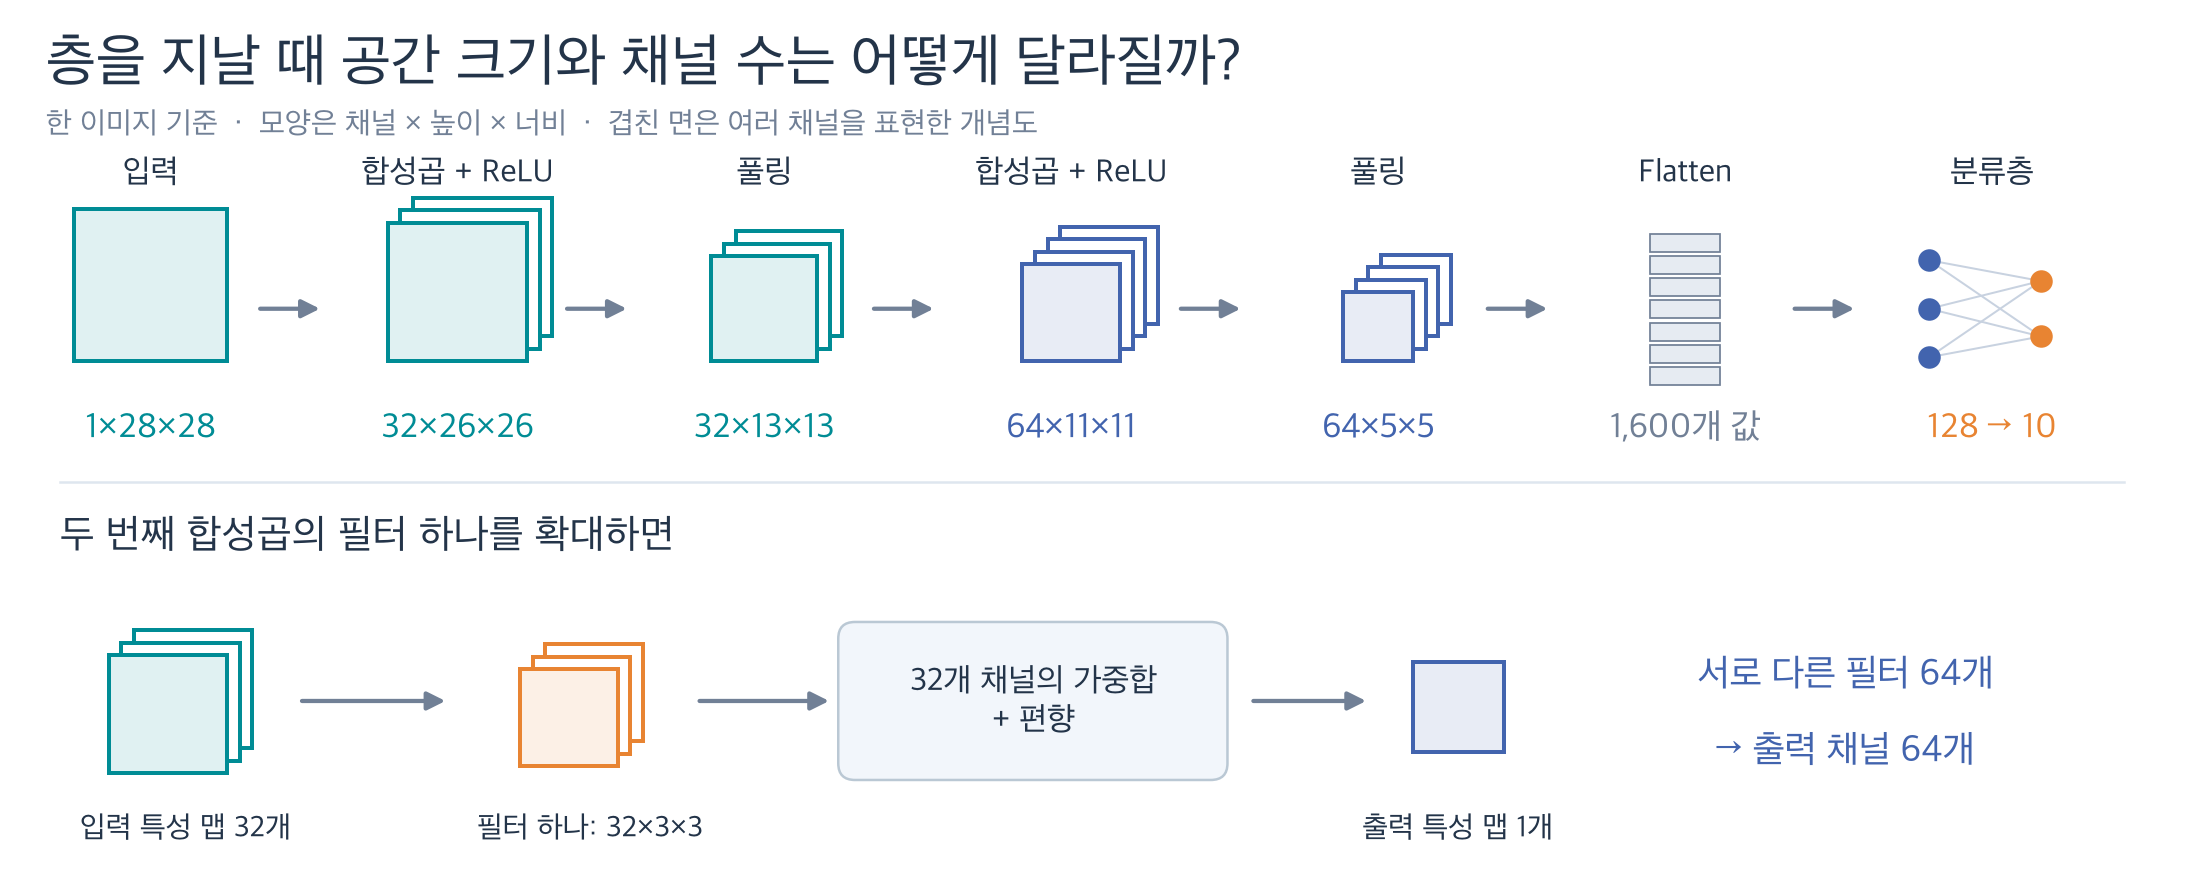 층을 지날 때 공간 크기와 채널 수는 어떻게 달라질까?
한 이미지 기준 · 모양은 채널 × 높이 × 너비 · 겹친 면은 여러 채널을 표현한 개념도
입력
합성곱 + ReLU
풀링
합성곱 + ReLU
풀링
Flatten
분류층
1×28×28
32×26×26
32×13×13
64×11×11
64×5×5
1,600개 값
128 → 10
두 번째 합성곱의 필터 하나를 확대하면
32개 채널의 가중합
+ 편향
서로 다른 필터 64개
→ 출력 채널 64개
입력 특성 맵 32개
필터 하나: 32×3×3
출력 특성 맵 1개